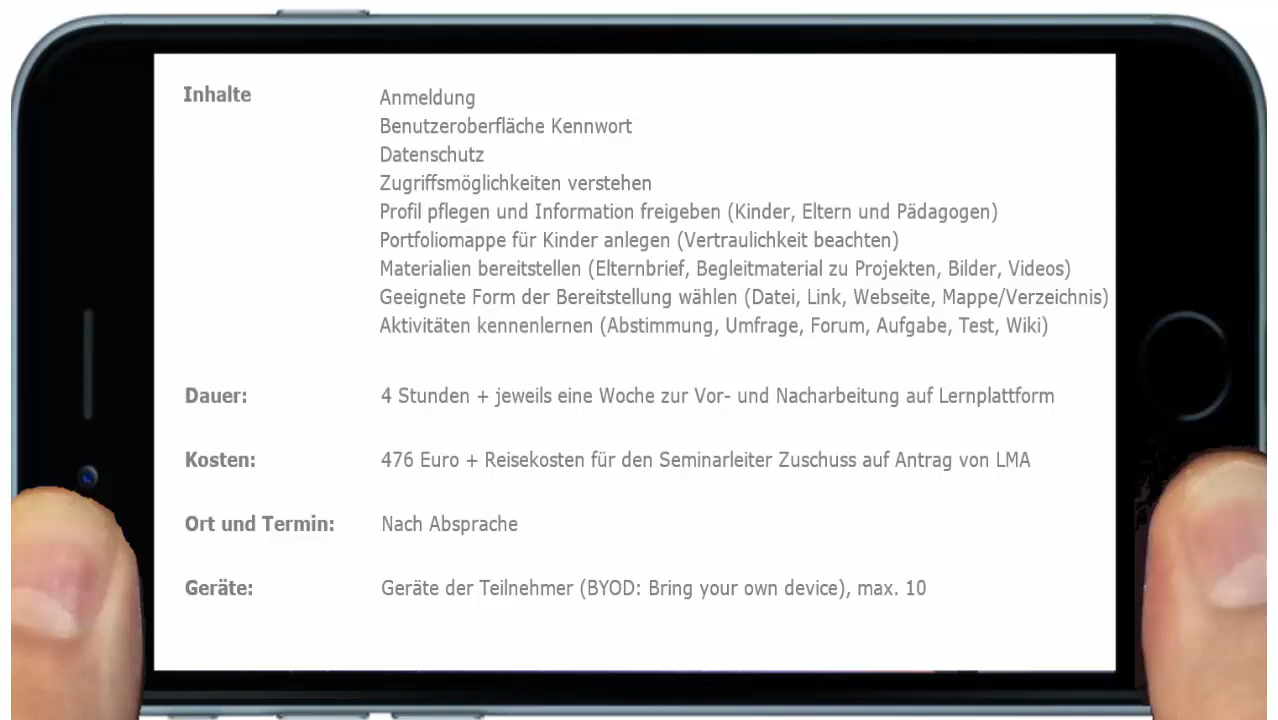 Inhalte
Anmeldung
Benutzeroberfläche Kennwort
Datenschutz
Zugriffsmöglichkeiten verstehen
Profil pflegen und Information freigeben (Kinder, Eltern und Pädagogen)
Portfoliomappe für Kinder anlegen (Vertraulichkeit beachten)
Materialien bereitstellen (Elternbrief, Begleitmaterial zu Projekten, Bilder, Videos)
Geeignete Form der Bereitstellung wählen (Datei, Link, Webseite, Mappe/Verzeichnis)
Aktivitäten kennenlernen (Abstimmung, Umfrage, Forum, Aufgabe, Test, Wiki)
Dauer: 4 Stunden + jeweils eine Woche zur Vor- und Nacharbeitung auf Lernplattform
Kosten: 476 Euro + Reisekosten für den Seminarleiter Zuschuss auf Antrag von LMA
Ort und Termin: Nach Absprache
Geräte: Geräte der Teilnehmer (BYOD: Bring your own device), max. 10